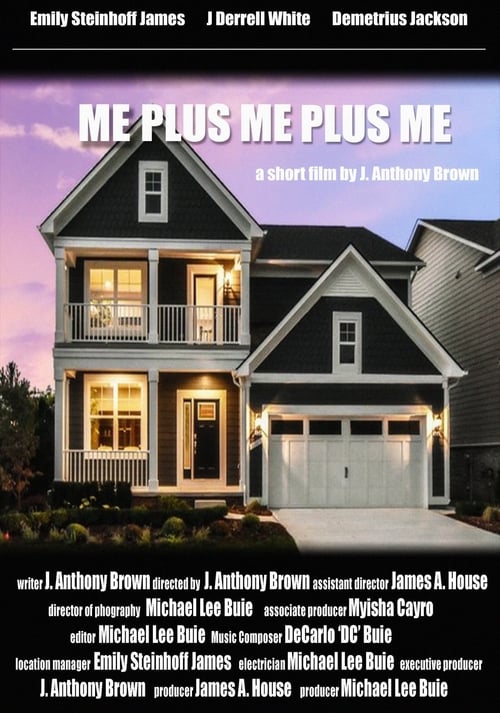 Emily Steinhoff James J Derrell White Demetrius Jackson
ME PLUS ME PLUS ME
a short film by J. Anthony Brown
writer J. Anthony Brown directed by J. Anthony Brown assistant director James A. House
director of phography Michael Lee Buie associate producer Myisha Cayro
editor Michael Lee Buie Music Composer DeCarlo ‘DC’ Buie
location manager Emily Steinhoff James electrician Michael Lee Buie executive producer
J. Anthony Brown producer James A. House producer Michael Lee Buie